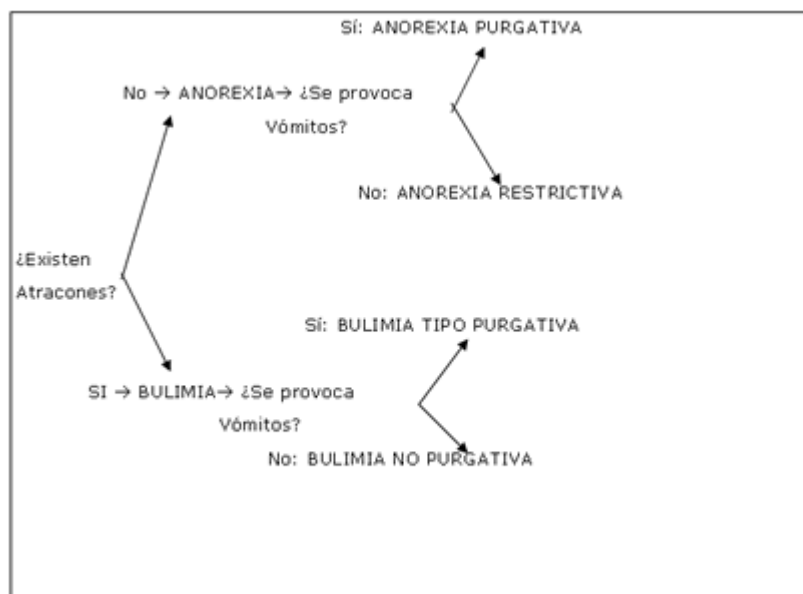 Sí: ANOREXIA PURGATIVA
No → ANOREXIA→ ¿Se provoca
Vómitos?
No: ANOREXIA RESTRICTIVA
¿Existen
Atracones?
Sí: BULIMIA TIPO PURGATIVA
SI → BULIMIA→ ¿Se provoca
Vómitos?
No: BULIMIA NO PURGATIVA